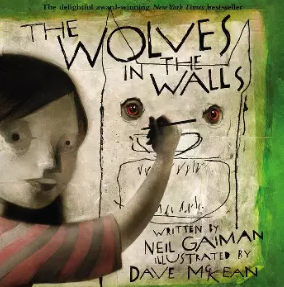 The delightful award-winning New York Times bestseller
THE WOLVES
IN THE
WALLS
WRITTEN BY
NEIL GAIMAN
ILLUSTRATED BY
DAVE McKEAN